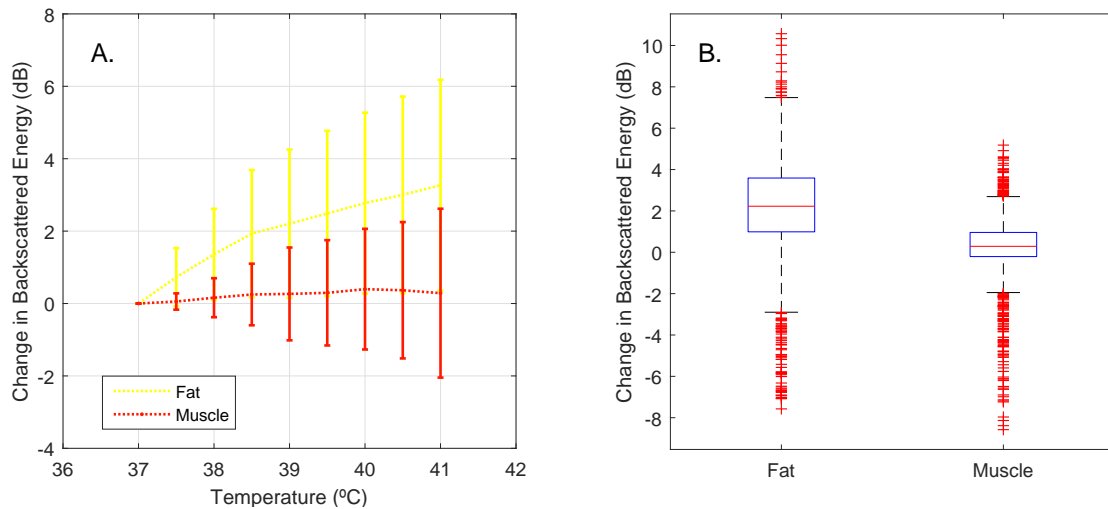 A.
Change in Backscattered Energy (dB)
8
6
4
2
0
-2
-4
Fat
Muscle
36 37 38 39 40 41 42
Temperature (ºC)
B.
Change in Backscattered Energy (dB)
10
8
6
4
2
0
-2
-4
-6
-8
Fat Muscle